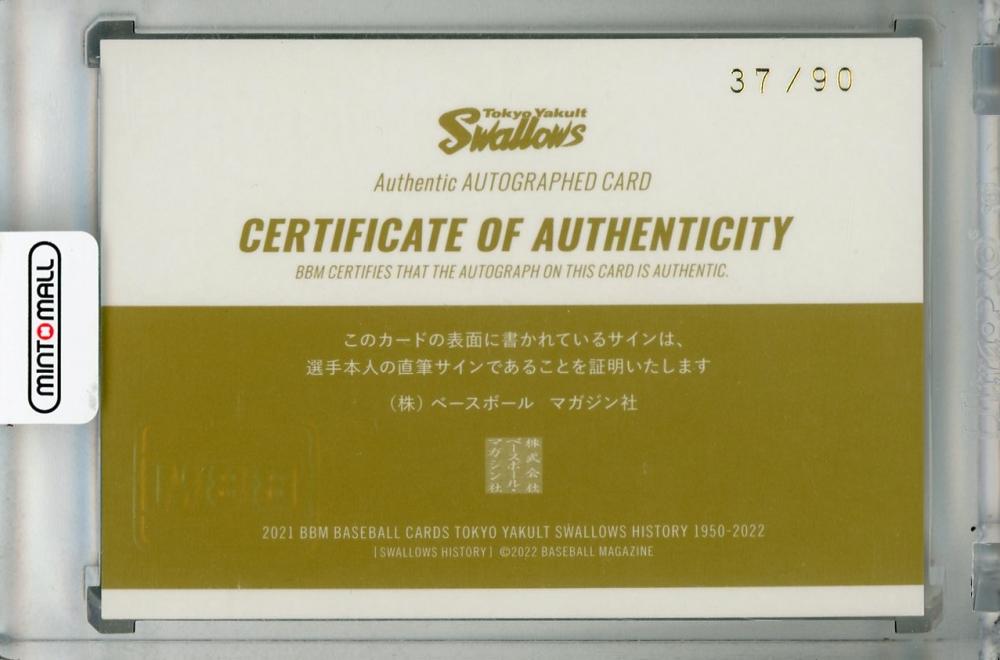 37/90
Tokyo Yakult
Swallows
Authentic AUTOGRAPHED CARD
CERTIFICATE OF AUTHENTICITY
BBM CERTIFIES THAT THE AUTOGRAPH ON THIS CARD IS AUTHENTIC.
MINT MALL
このカードの表面に書かれているサインは、
選手本人の直筆サインであることを証明いたします
(株)ベースボール マガジン社
株式会社
ベースボール・
マガジン社
2021 BBM BASEBALL CARDS TOKYO YAKULT SWALLOWS HISTORY 1950-2022
[SWALLOWS HISTORY] ©2022 BASEBALL MAGAZINE